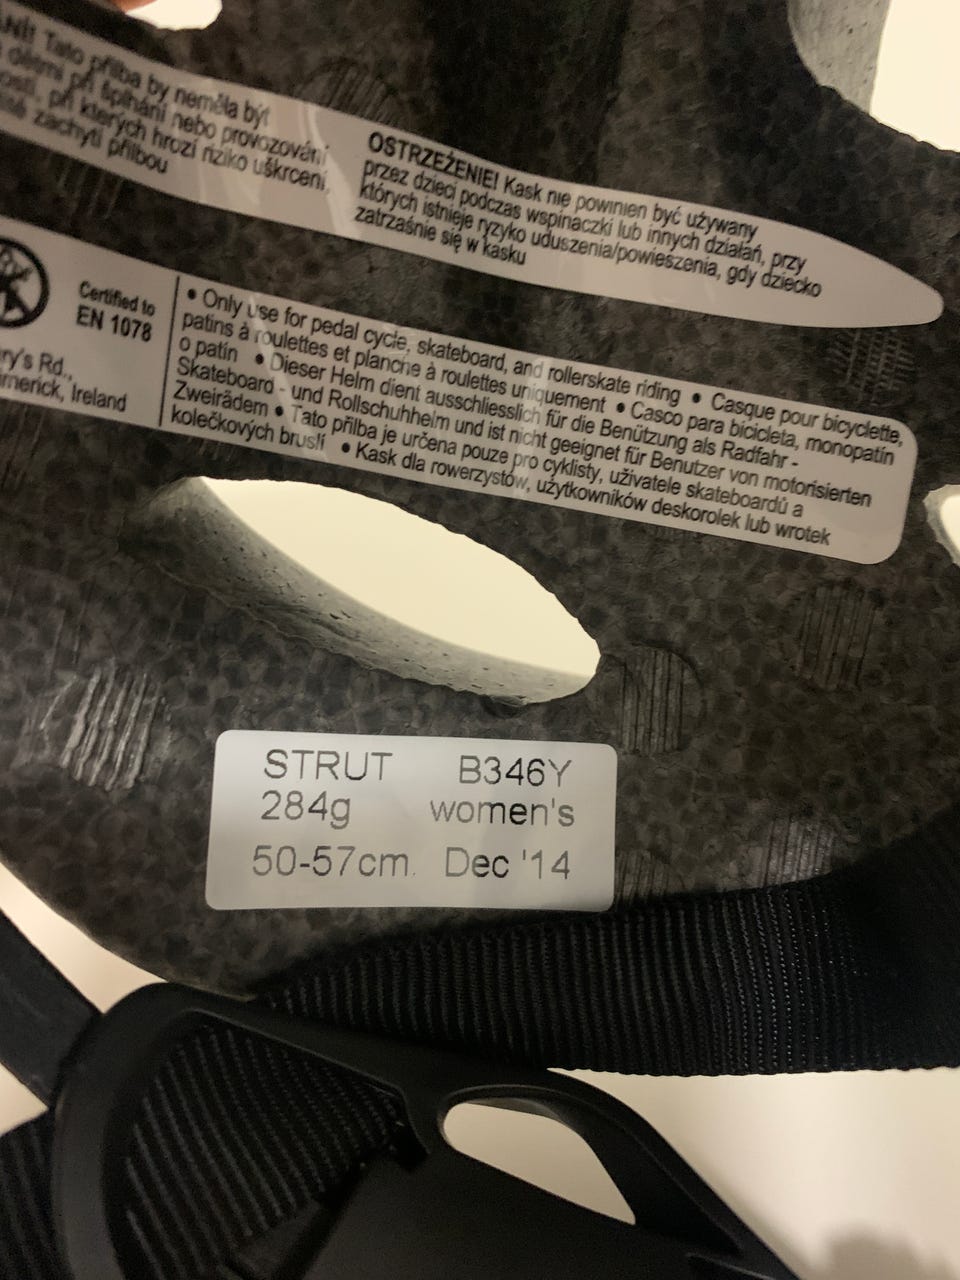 Tato přilba by neměla být
dětmi při šplhání nebo provozování
při kterých hrozí riziko uškrcení,
zachytí přilbou
OSTRZEŻENIE! Kask nie powinien być używany
przez dzieci podczas wspinaczki lub innych działań, przy
których istnieje ryzyko uduszenia/powieszenia, gdy dziecko
zatrzaśnie się w kasku
Certified to
EN 1078
ry's Rd.,
merick, Ireland
• Only use for pedal cycle, skateboard, and rollerskate riding • Casque pour bicyclette,
patins à roulettes et planche à roulettes uniquement • Casco para bicicleta, monopatín
o patín • Dieser Helm dient ausschliesslich für die Benützung als Radfahr -
Skateboard - und Rollschuhhelm und ist nicht geeignet für Benutzer von motorisierten
Zweirädern • Tato přilba je určena pouze pro cyklisty, uživatele skateboardů a
kolečkových bruslí • Kask dla rowerzystów, użytkowników deskorolek lub wrotek
STRUT B346Y
284g women's
50-57cm. Dec '14